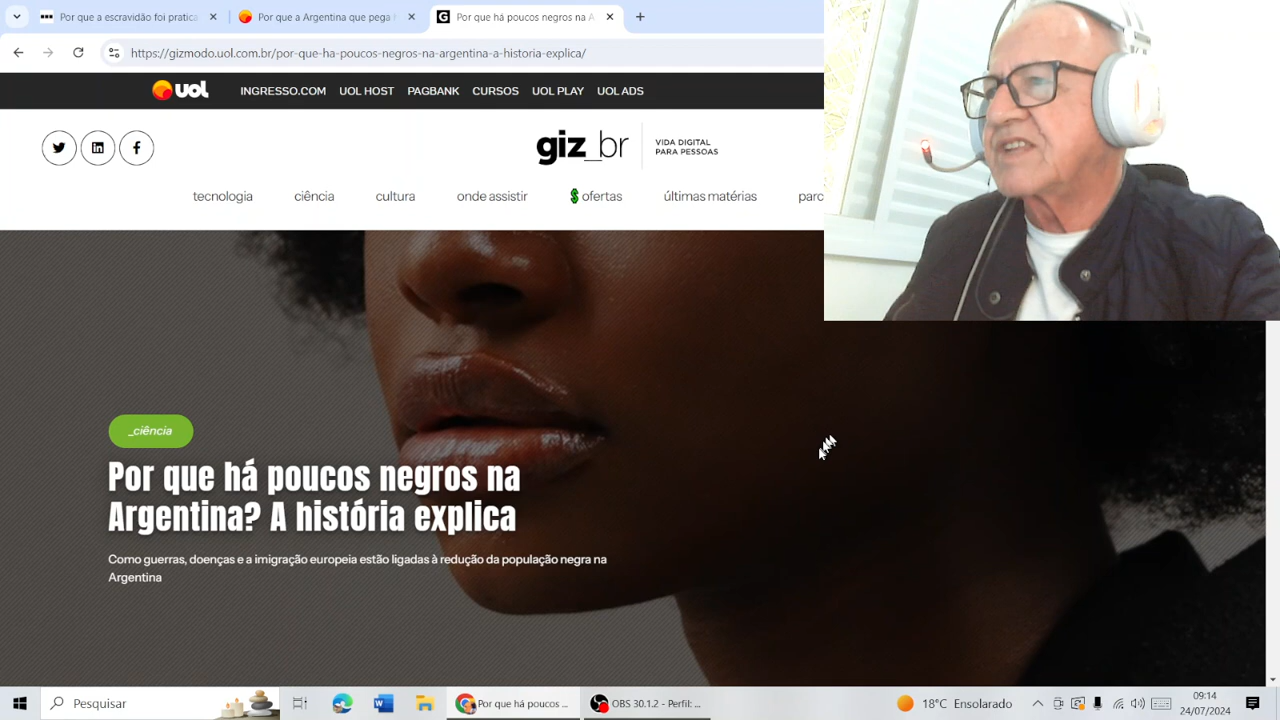 Por que a escravidão foi pratica
Por que a Argentina que pega
Por que há poucos negros na A
https://gizmodo.uol.com.br/por-que-ha-poucos-negros-na-argentina-a-historia-explica/
UOL
INGRESSO.COM UOL HOST PAGBANK CURSOS UOL PLAY UOL ADS
giz_br
VIDA DIGITAL
PARA PESSOAS
tecnologia ciência cultura onde assistir $ ofertas últimas matérias parc
_ciência
Por que há poucos negros na
Argentina? A história explica
Como guerras, doenças e a imigração europeia estão ligadas à redução da população negra na
Argentina
Pesquisar
Por que há poucos ...
OBS 30.1.2 - Perfil: ...
18°C Ensolarado
09:14
24/07/2024